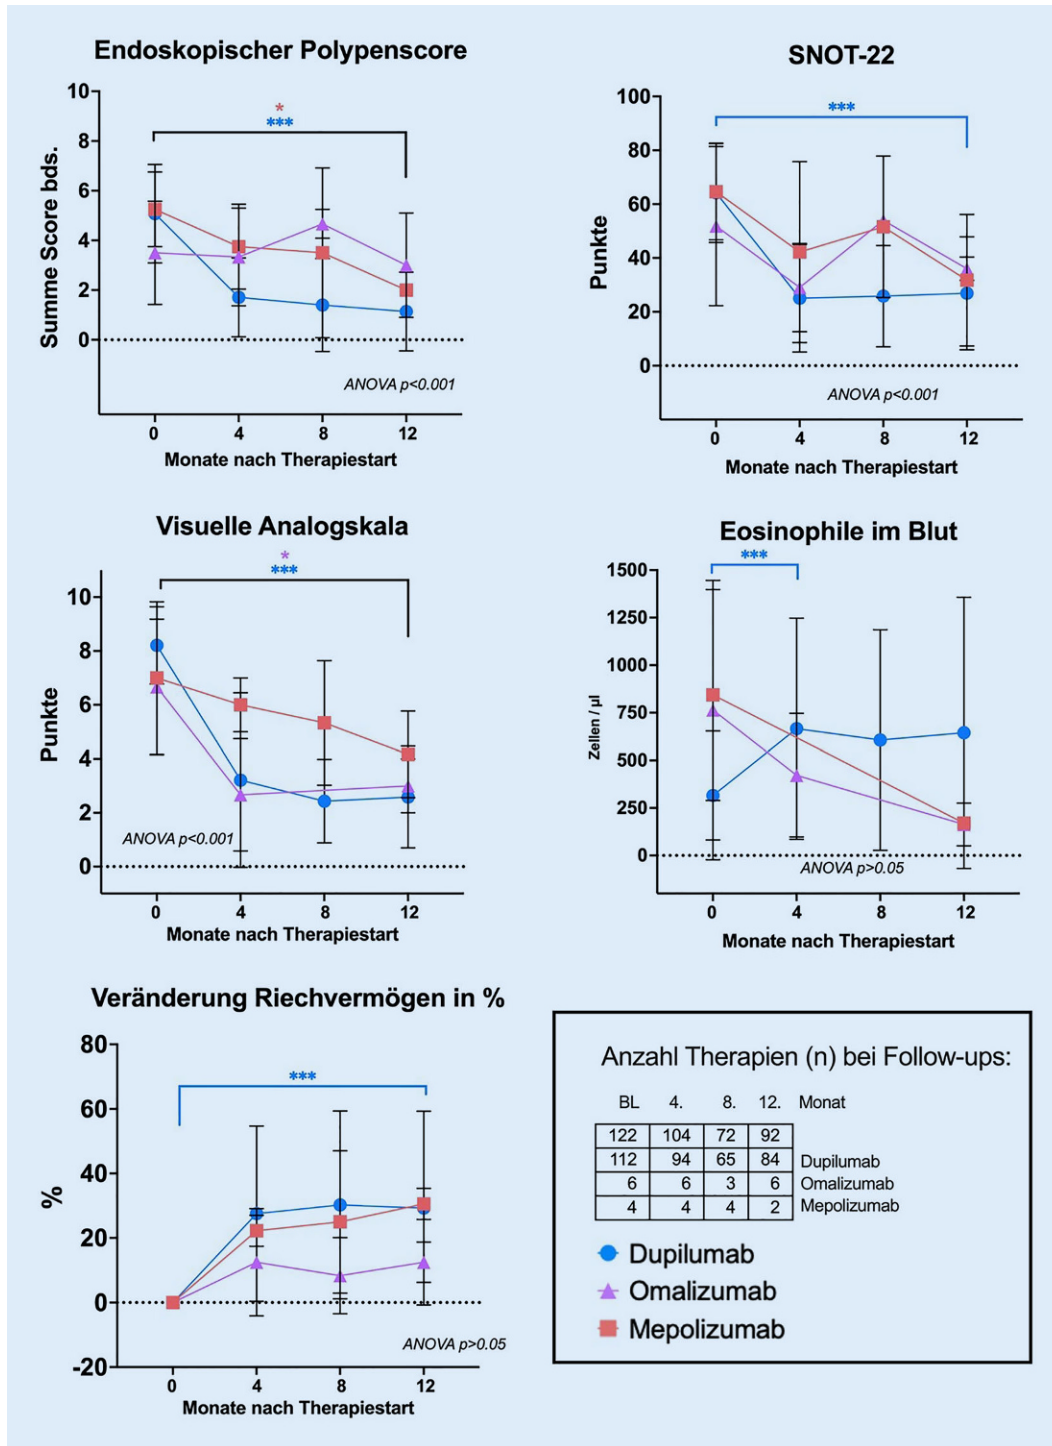 Endoskopischer Polypenscore
10
8
6
4
2
0
Summe Score bds.
*
***
ANOVA p<0.001
0 4 8 12
Monate nach Therapiestart
SNOT-22
100
80
60
40
20
0
Punkte
***
ANOVA p<0.001
0 4 8 12
Monate nach Therapiestart
Visuelle Analogskala
10
8
6
4
2
0
Punkte
*
***
ANOVA p<0.001
0 4 8 12
Monate nach Therapiestart
Eosinophile im Blut
1500
1250
1000
750
500
250
0
Zellen / µl
***
ANOVA p>0.05
0 4 8 12
Monate nach Therapiestart
Veränderung Riechvermögen in %
80
60
40
20
0
-20
%
***
ANOVA p>0.05
0 4 8 12
Monate nach Therapiestart
Anzahl Therapien (n) bei Follow-ups:
BL 4. 8. 12. Monat
122 104 72 92
112 94 65 84 Dupilumab
6 6 3 6 Omalizumab
4 4 4 2 Mepolizumab
Dupilumab
Omalizumab
Mepolizumab